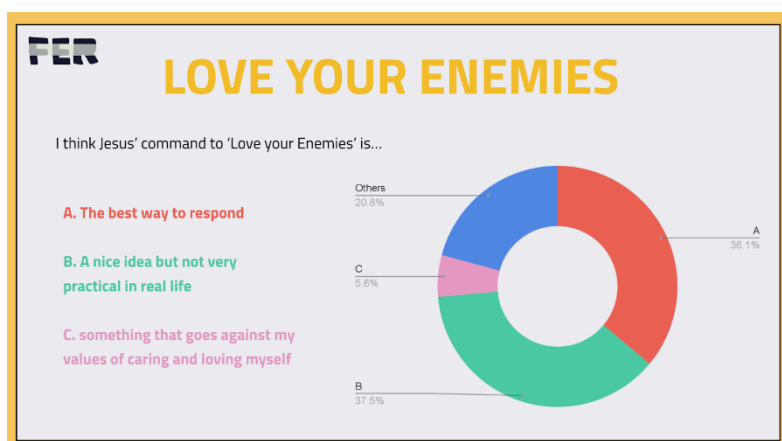 FER
LOVE YOUR ENEMIES
I think Jesus' command to 'Love your Enemies' is...
A. The best way to respond
B. A nice idea but not very
practical in real life
C. something that goes against my
values of caring and loving myself
Others
20.8%
A
36.1%
C
5.6%
B
37.5%